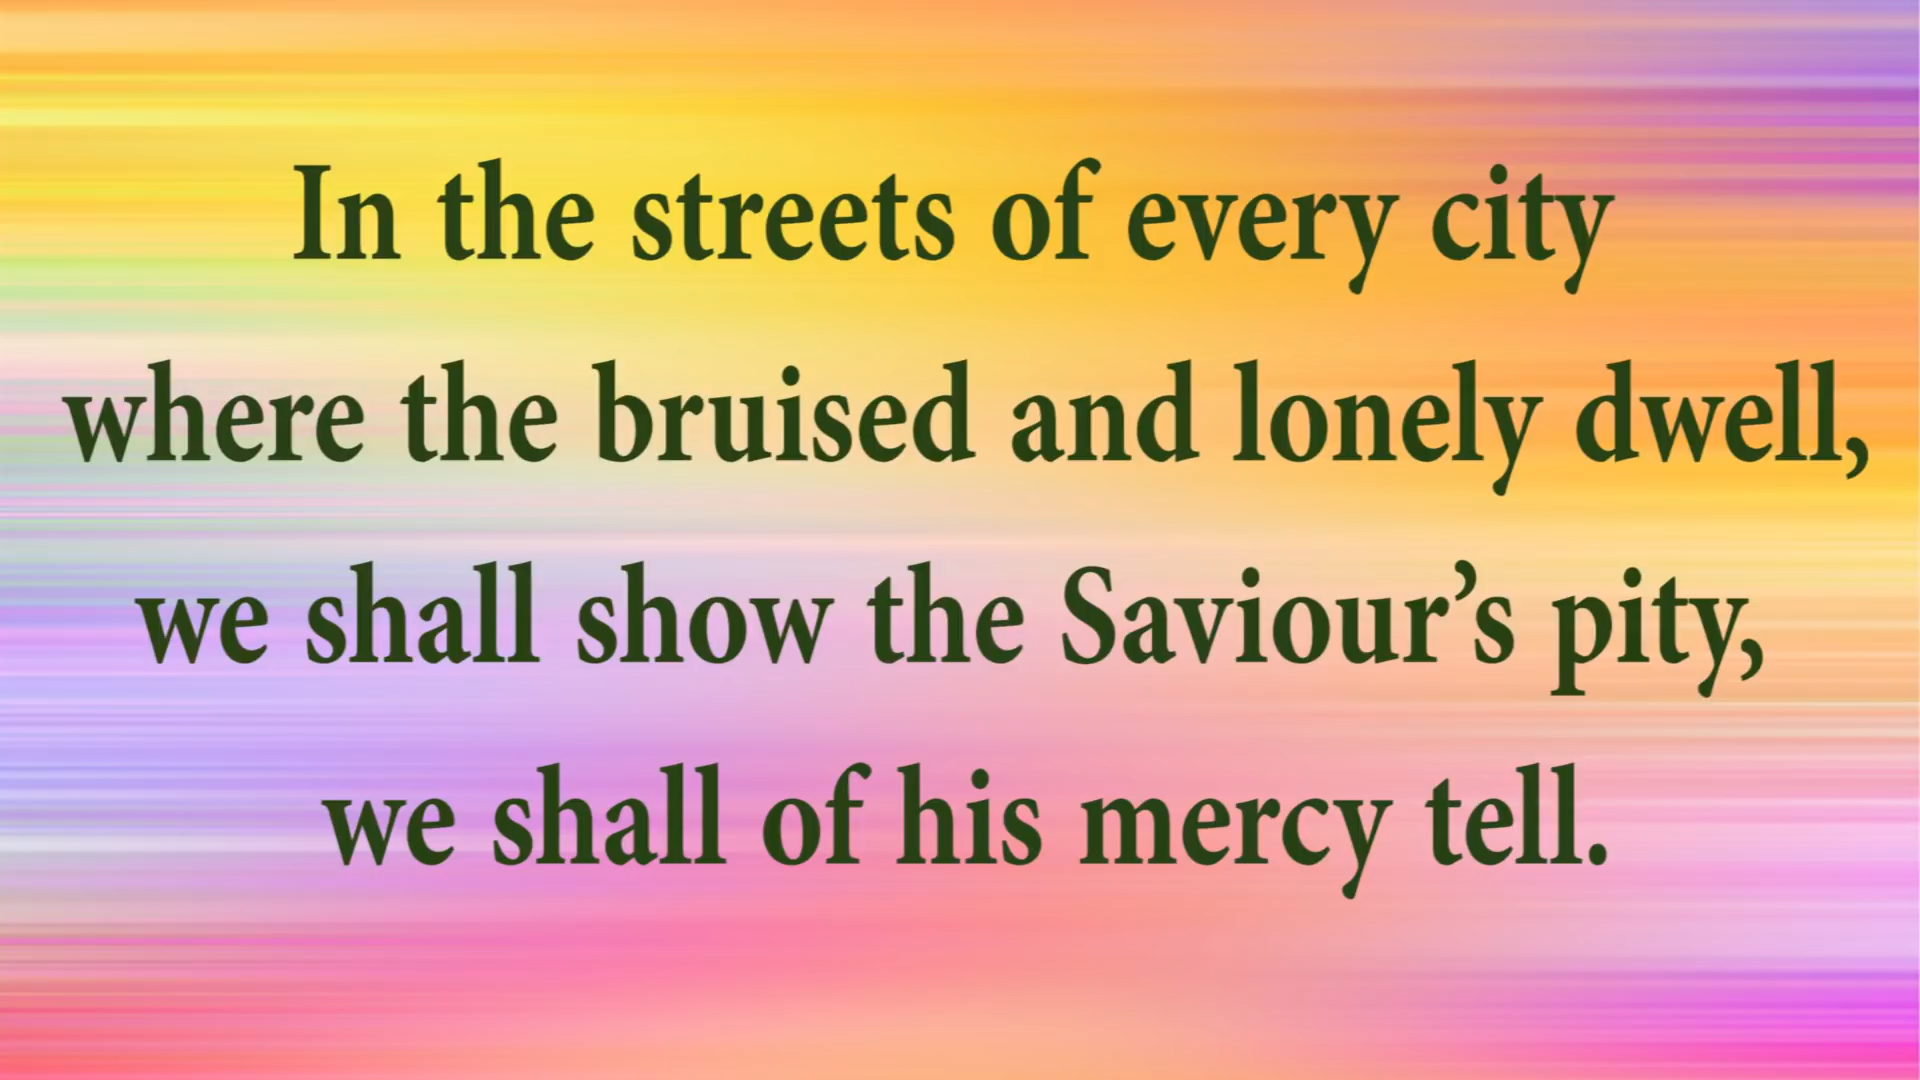 In the streets of every city
where the bruised and lonely dwell,
we shall show the Saviour’s pity,
we shall of his mercy tell.